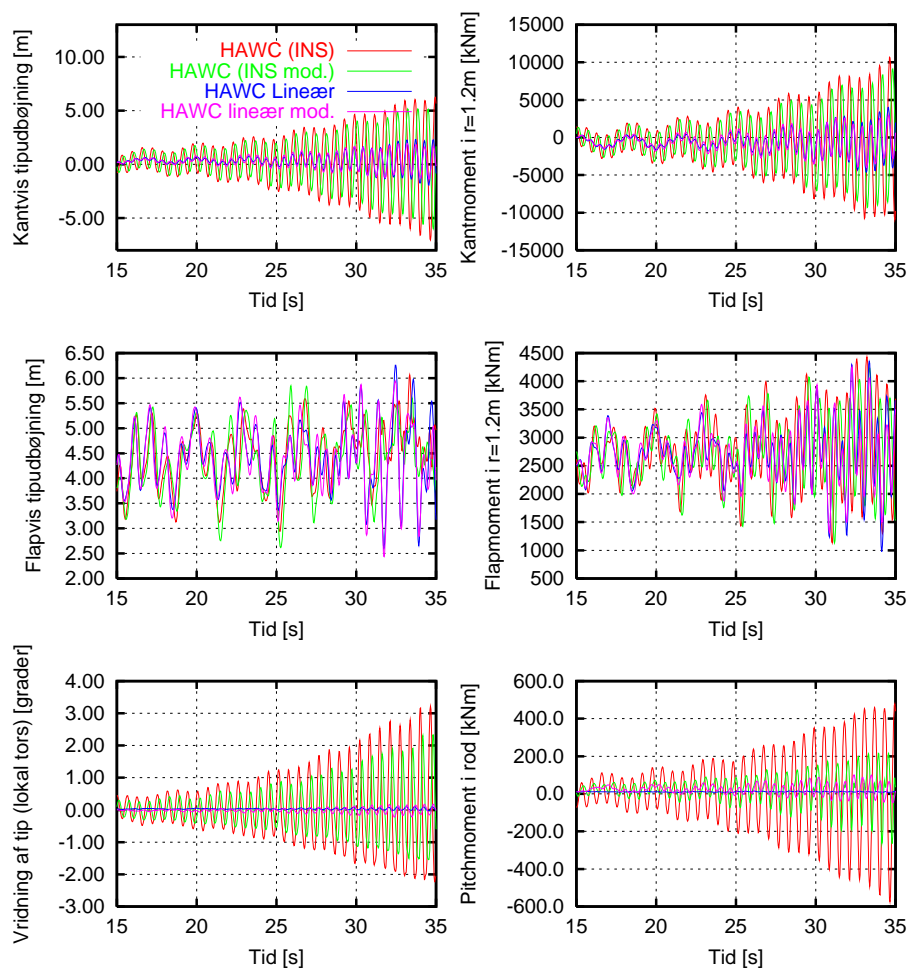 Kantvis tipudbøjning [m]
10.00
5.00
0.00
-5.00
HAWC (INS)
HAWC (INS mod.)
HAWC Lineær
HAWC lineær mod.
15 20 25 30 35
Tid [s]
Kantmoment i r=1.2m [kNm]
15000
10000
5000
0
-5000
-10000
-15000
15 20 25 30 35
Tid [s]
Flapvis tipudbøjning [m]
6.50
6.00
5.50
5.00
4.50
4.00
3.50
3.00
2.50
2.00
15 20 25 30 35
Tid [s]
Flapmoment i r=1.2m [kNm]
4500
4000
3500
3000
2500
2000
1500
1000
500
15 20 25 30 35
Tid [s]
Vridning af tip (lokal tors) [grader]
4.00
3.00
2.00
1.00
0.00
-1.00
-2.00
-3.00
15 20 25 30 35
Tid [s]
Pitchmoment i rod [kNm]
600.0
400.0
200.0
0.0
-200.0
-400.0
-600.0
15 20 25 30 35
Tid [s]